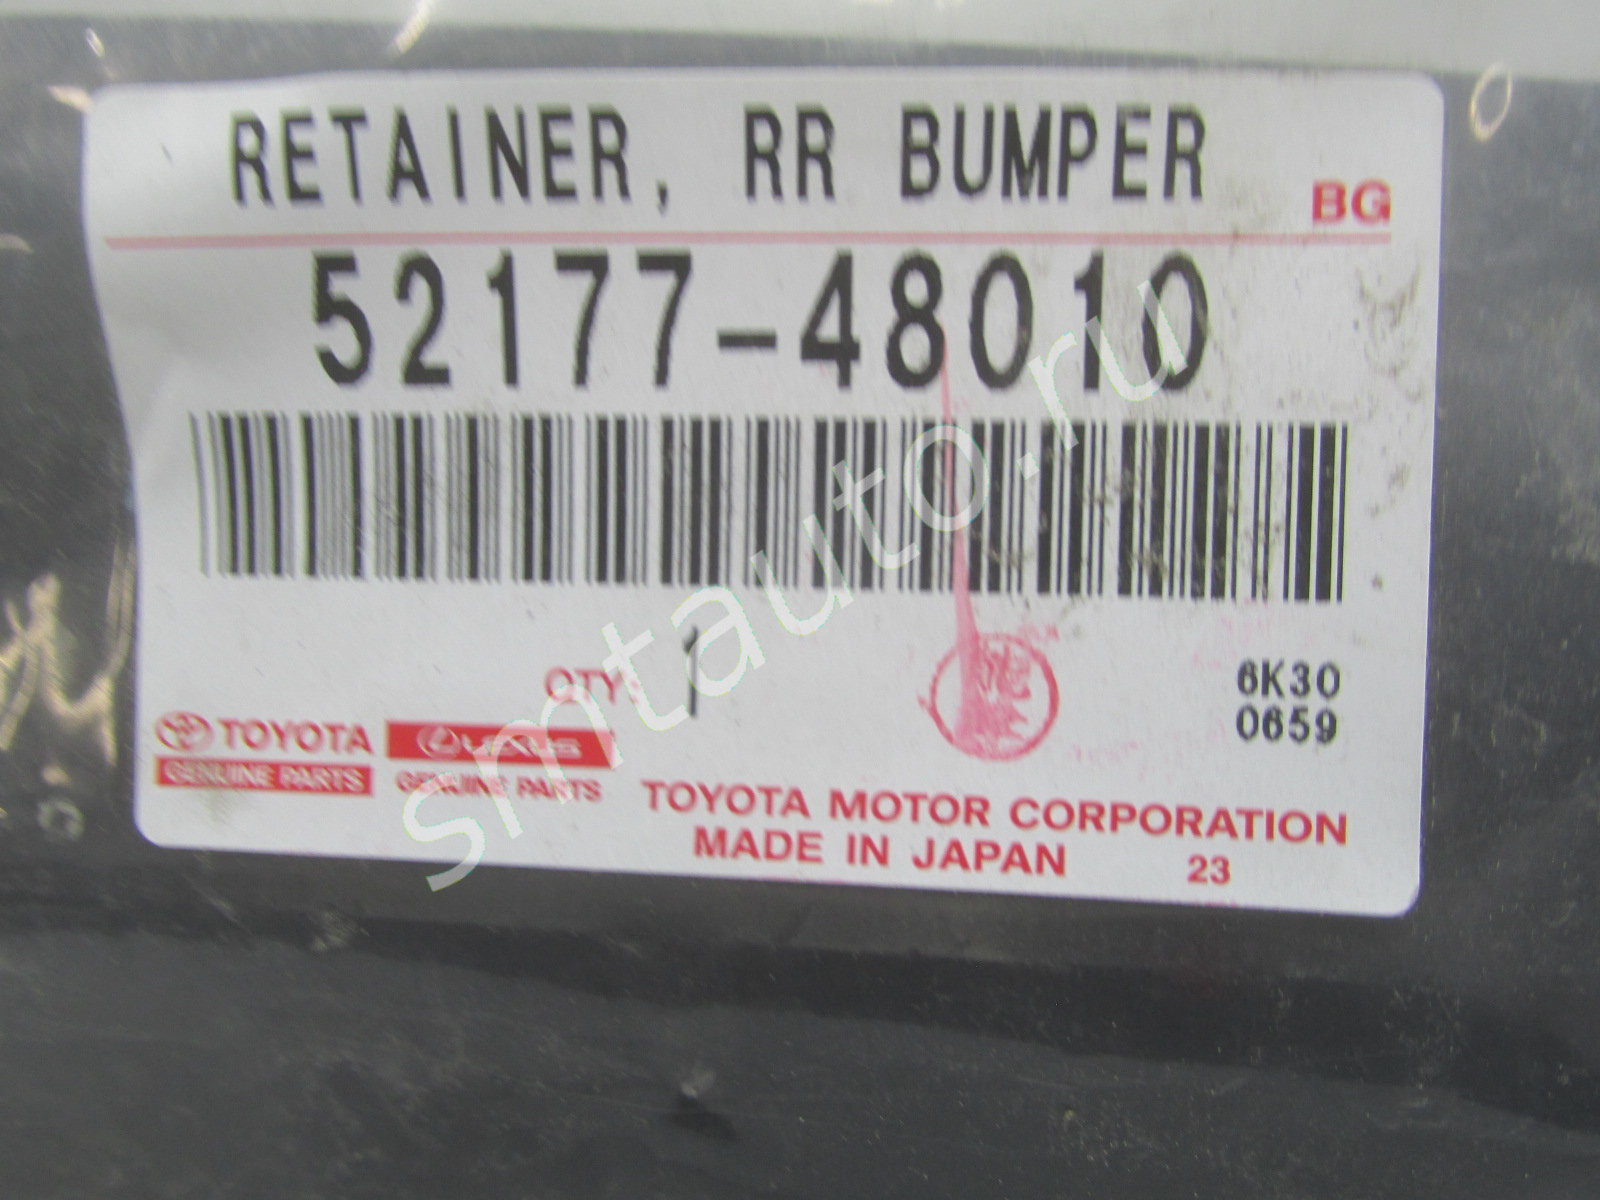 RETAINER, RR BUMPER
BG
52177-48010
QTY: 1
6K30
0659
TOYOTA
GENUINE PARTS
LEXUS
GENUINE PARTS
TOYOTA MOTOR CORPORATION
MADE IN JAPAN 23
smtauto.ru